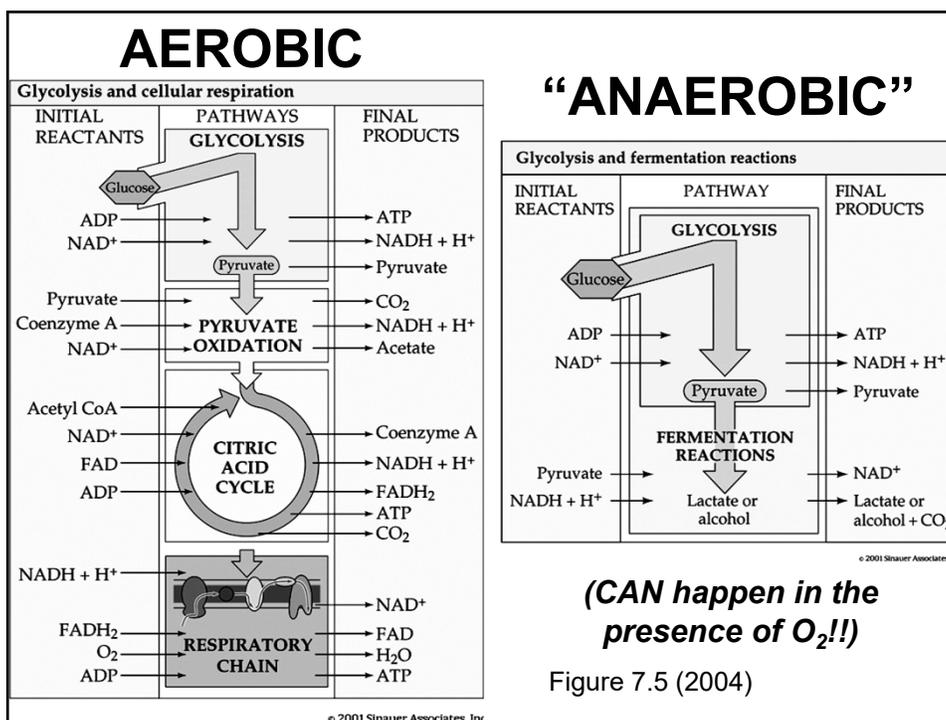 AEROBIC
Glycolysis and cellular respiration
INITIAL
REACTANTS
PATHWAYS
FINAL
PRODUCTS
GLYCOLYSIS
Glucose
ADP
ATP
NAD⁺
NADH + H⁺
Pyruvate
Pyruvate
Pyruvate
CO₂
Coenzyme A
PYRUVATE
OXIDATION
NADH + H⁺
NAD⁺
Acetate
Acetyl CoA
NAD⁺
FAD
ADP
CITRIC
ACID
CYCLE
Coenzyme A
NADH + H⁺
FADH₂
ATP
CO₂
NADH + H⁺
NAD⁺
FADH₂
FAD
O₂
RESPIRATORY
CHAIN
H₂O
ADP
ATP
© 2001 Sinauer Associates, Inc
“ANAEROBIC”
Glycolysis and fermentation reactions
INITIAL
REACTANTS
PATHWAY
FINAL
PRODUCTS
GLYCOLYSIS
Glucose
ADP
ATP
NAD⁺
NADH + H⁺
Pyruvate
Pyruvate
FERMENTATION
REACTIONS
Pyruvate
NAD⁺
NADH + H⁺
Lactate or
alcohol
Lactate or
alcohol + CO₂
© 2001 Sinauer Associates
(CAN happen in the
presence of O₂!!)
Figure 7.5 (2004)